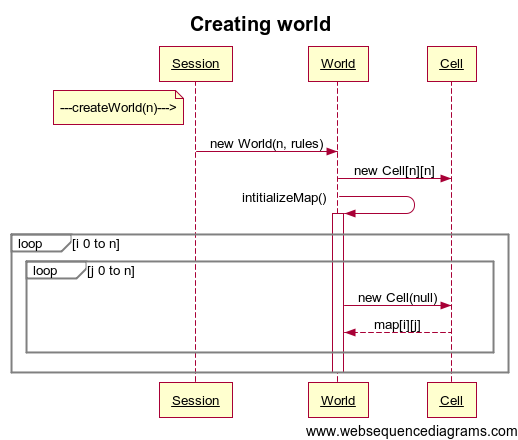 Creating world
Session World Cell
---createWorld(n)--->
new World(n, rules)
new Cell[n][n]
intitializeMap()
loop [i 0 to n]
loop [j 0 to n]
new Cell(null)
map[i][j]
Session World Cell
www.websequencediagrams.com